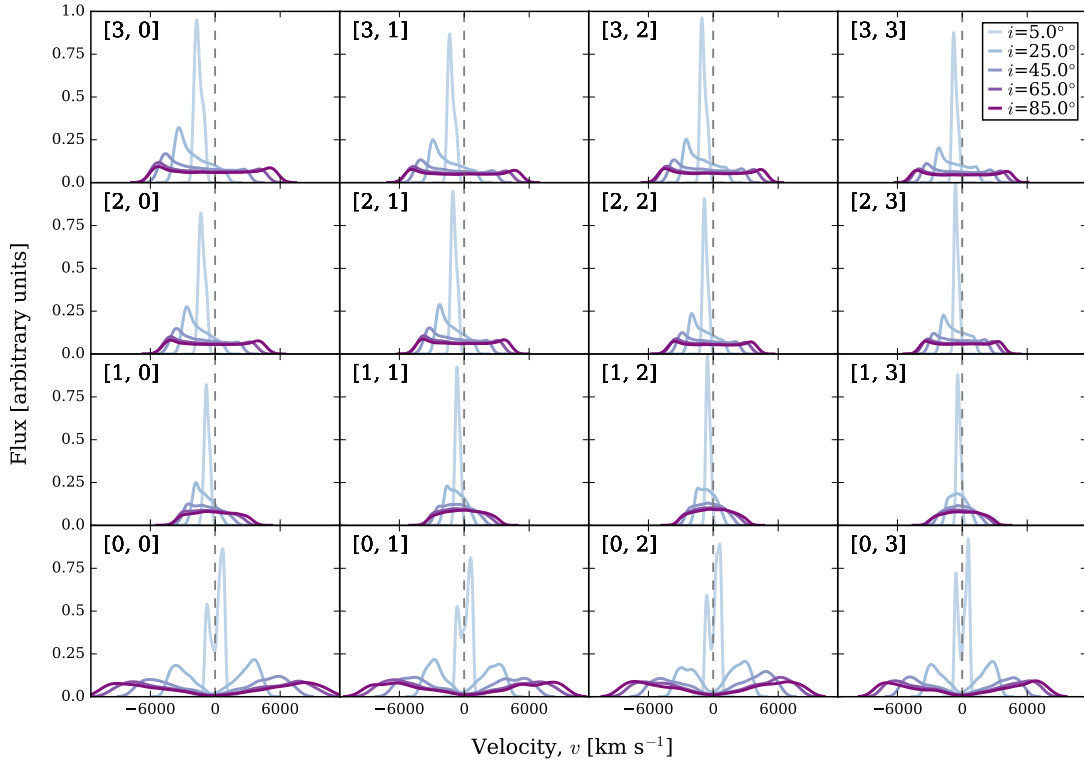 [3, 0] [3, 1] [3, 2] [3, 3]
i=5.0°
i=25.0°
i=45.0°
i=65.0°
i=85.0°
1.0
0.75
0.5
0.25
0.0
[2, 0] [2, 1] [2, 2] [2, 3]
0.75
0.5
0.25
0.0
[1, 0] [1, 1] [1, 2] [1, 3]
0.75
0.5
0.25
0.0
[0, 0] [0, 1] [0, 2] [0, 3]
0.75
0.5
0.25
0.0
−6000 0 6000 −6000 0 6000 −6000 0 6000 −6000 0 6000
Flux [arbitrary units]
Velocity, v [km s⁻¹]